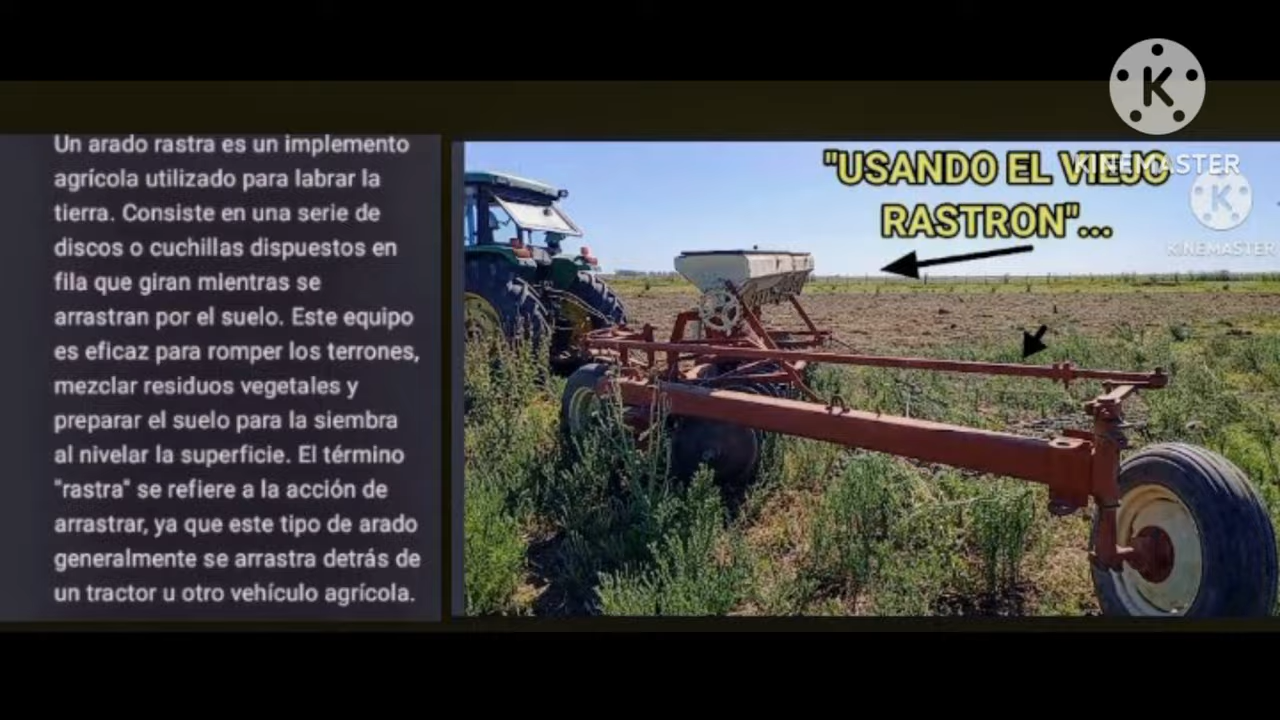 Un arado rastra es un implemento
agrícola utilizado para labrar la
tierra. Consiste en una serie de
discos o cuchillas dispuestos en
fila que giran mientras se
arrastran por el suelo. Este equipo
es eficaz para romper los terrones,
mezclar residuos vegetales y
preparar el suelo para la siembra
al nivelar la superficie. El término
"rastra" se refiere a la acción de
arrastrar, ya que este tipo de arado
generalmente se arrastra detrás de
un tractor u otro vehículo agrícola.
"USANDO EL VIEJO
RASTRON"...
K
KINEMASTER
K
KINEMASTER